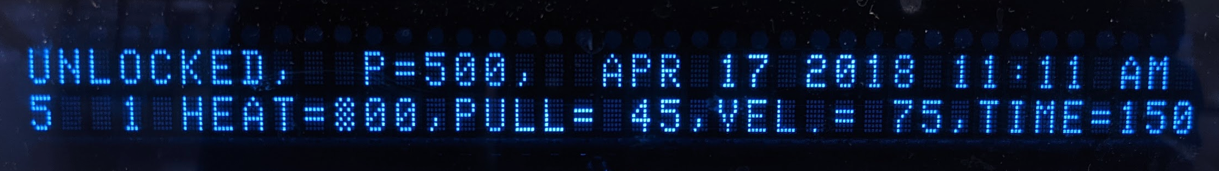 UNLOCKED,   P=500,   APR 17 2018 11:11 AM
5   1 HEAT=800,PULL= 45,VEL.= 75,TIME=150